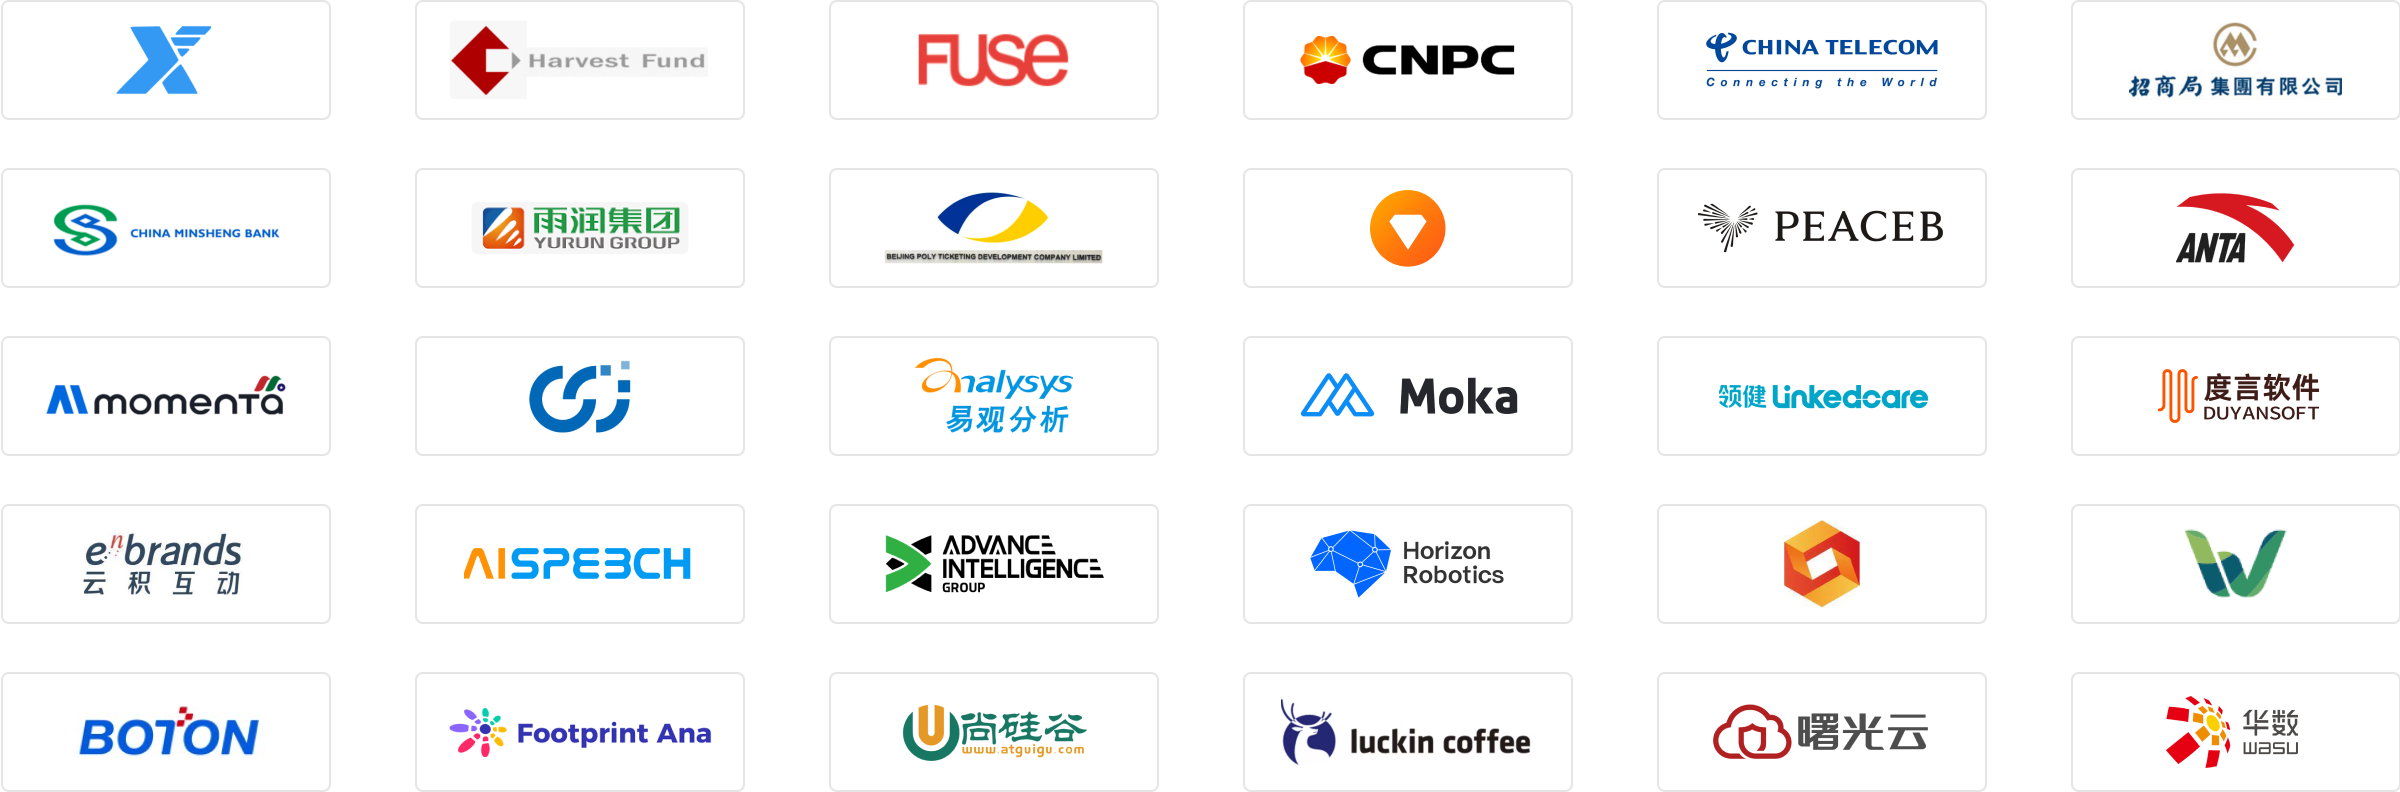 Harvest Fund
FUSe
CNPC
CHINA TELECOM
Connecting the World
招商局集團有限公司
CHINA MINSHENG BANK
雨润集团
YURUN GROUP
BEIJING POLY TICKETING DEVELOPMENT COMPANY LIMITED
PEACEB
ANTA
momenta
analysys
易观分析
Moka
领健 Linkedcare
度言软件
DUYANSOFT
enbrands
云积互动
AISPEECH
ADVANCE
INTELLIGENCE
GROUP
Horizon
Robotics
BOTON
Footprint Ana
尚硅谷
www.atguigu.com
luckin coffee
曙光云
华数
wasu